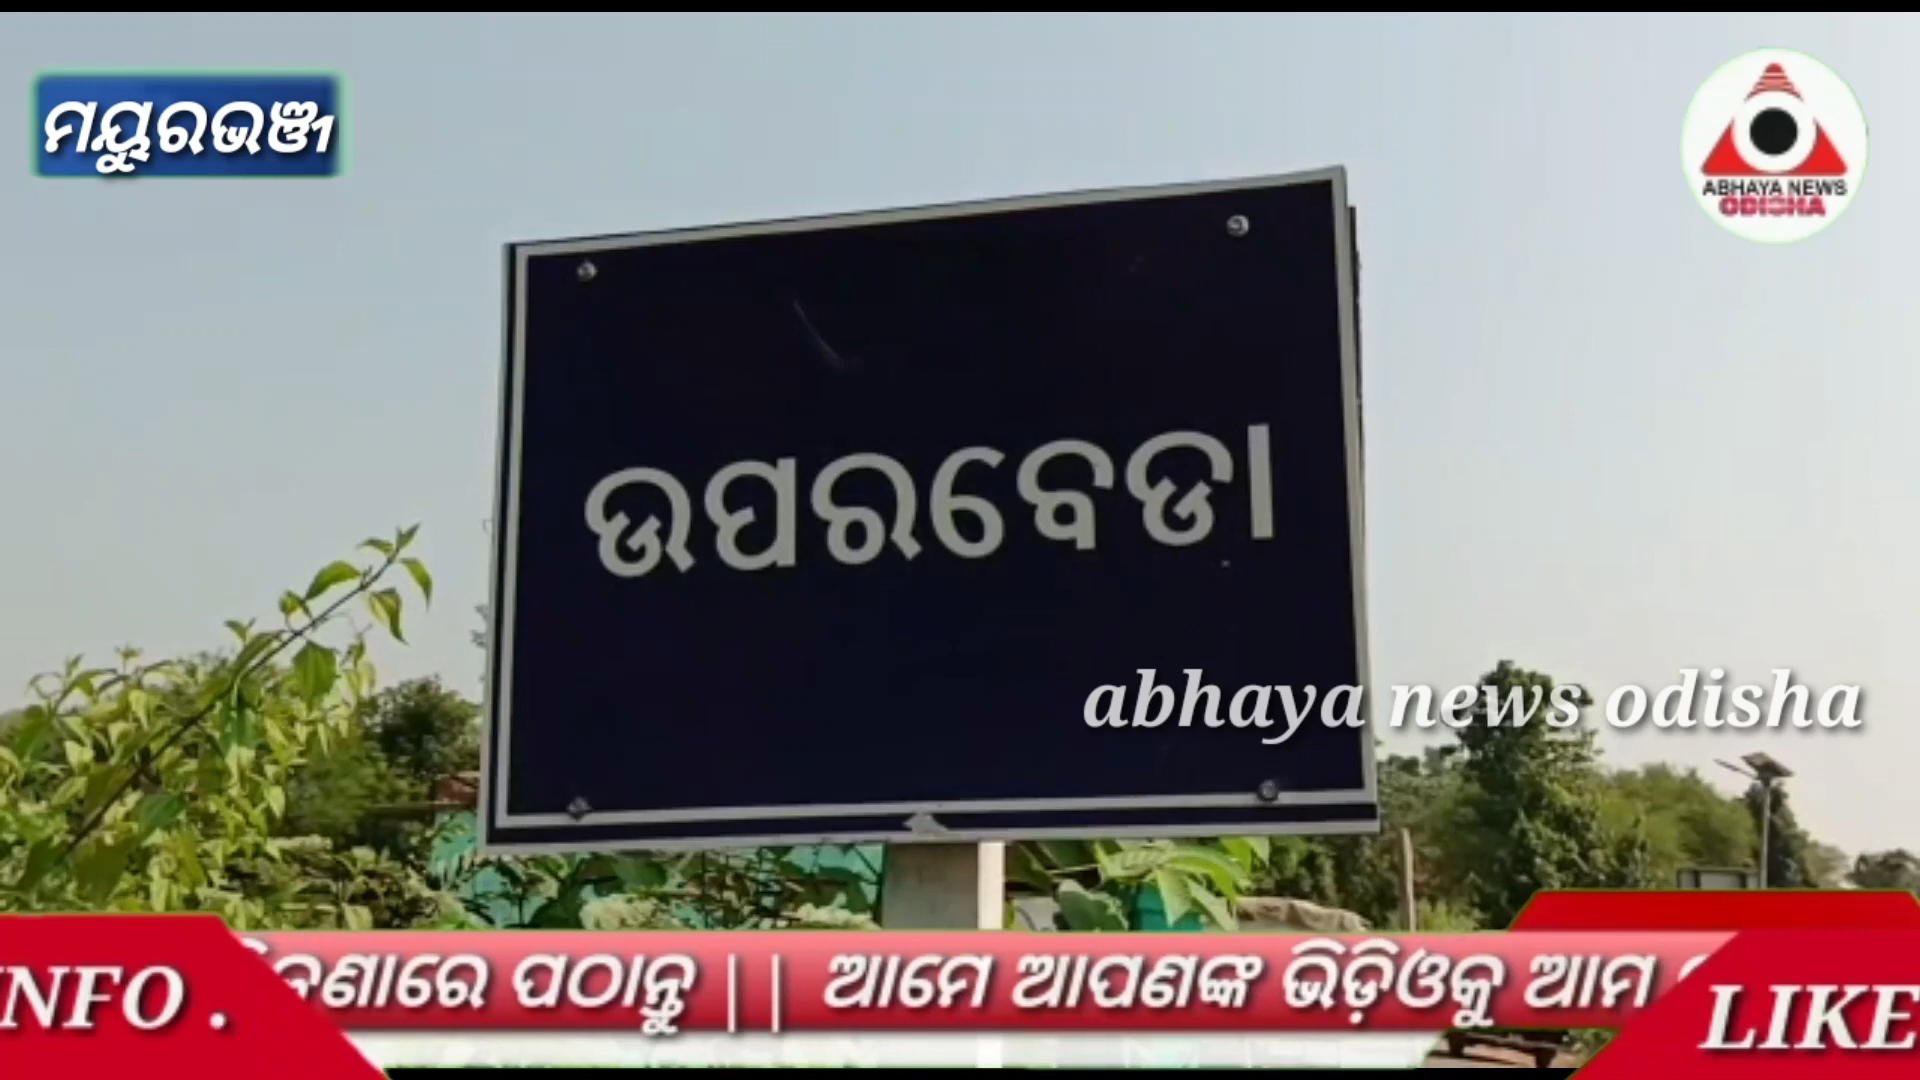 ମୟୁରଭଞ୍ଜ
ABHAYA NEWS
ODISHA
ଉପରବେଡା
abhaya news odisha
INFO .
ପଠାନ୍ତୁ || ଆମେ ଆପଣଙ୍କ ଭିଡ଼ିଓକୁ ଆମ
LIKE